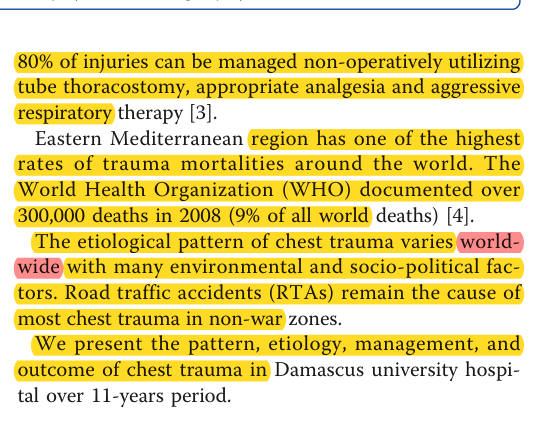 80% of injuries can be managed non-operatively utilizing
tube thoracostomy, appropriate analgesia and aggressive
respiratory therapy [3].
Eastern Mediterranean region has one of the highest
rates of trauma mortalities around the world. The
World Health Organization (WHO) documented over
300,000 deaths in 2008 (9% of all world deaths) [4].
The etiological pattern of chest trauma varies world-
wide with many environmental and socio-political fac-
tors. Road traffic accidents (RTAs) remain the cause of
most chest trauma in non-war zones.
We present the pattern, etiology, management, and
outcome of chest trauma in Damascus university hospi-
tal over 11-years period.